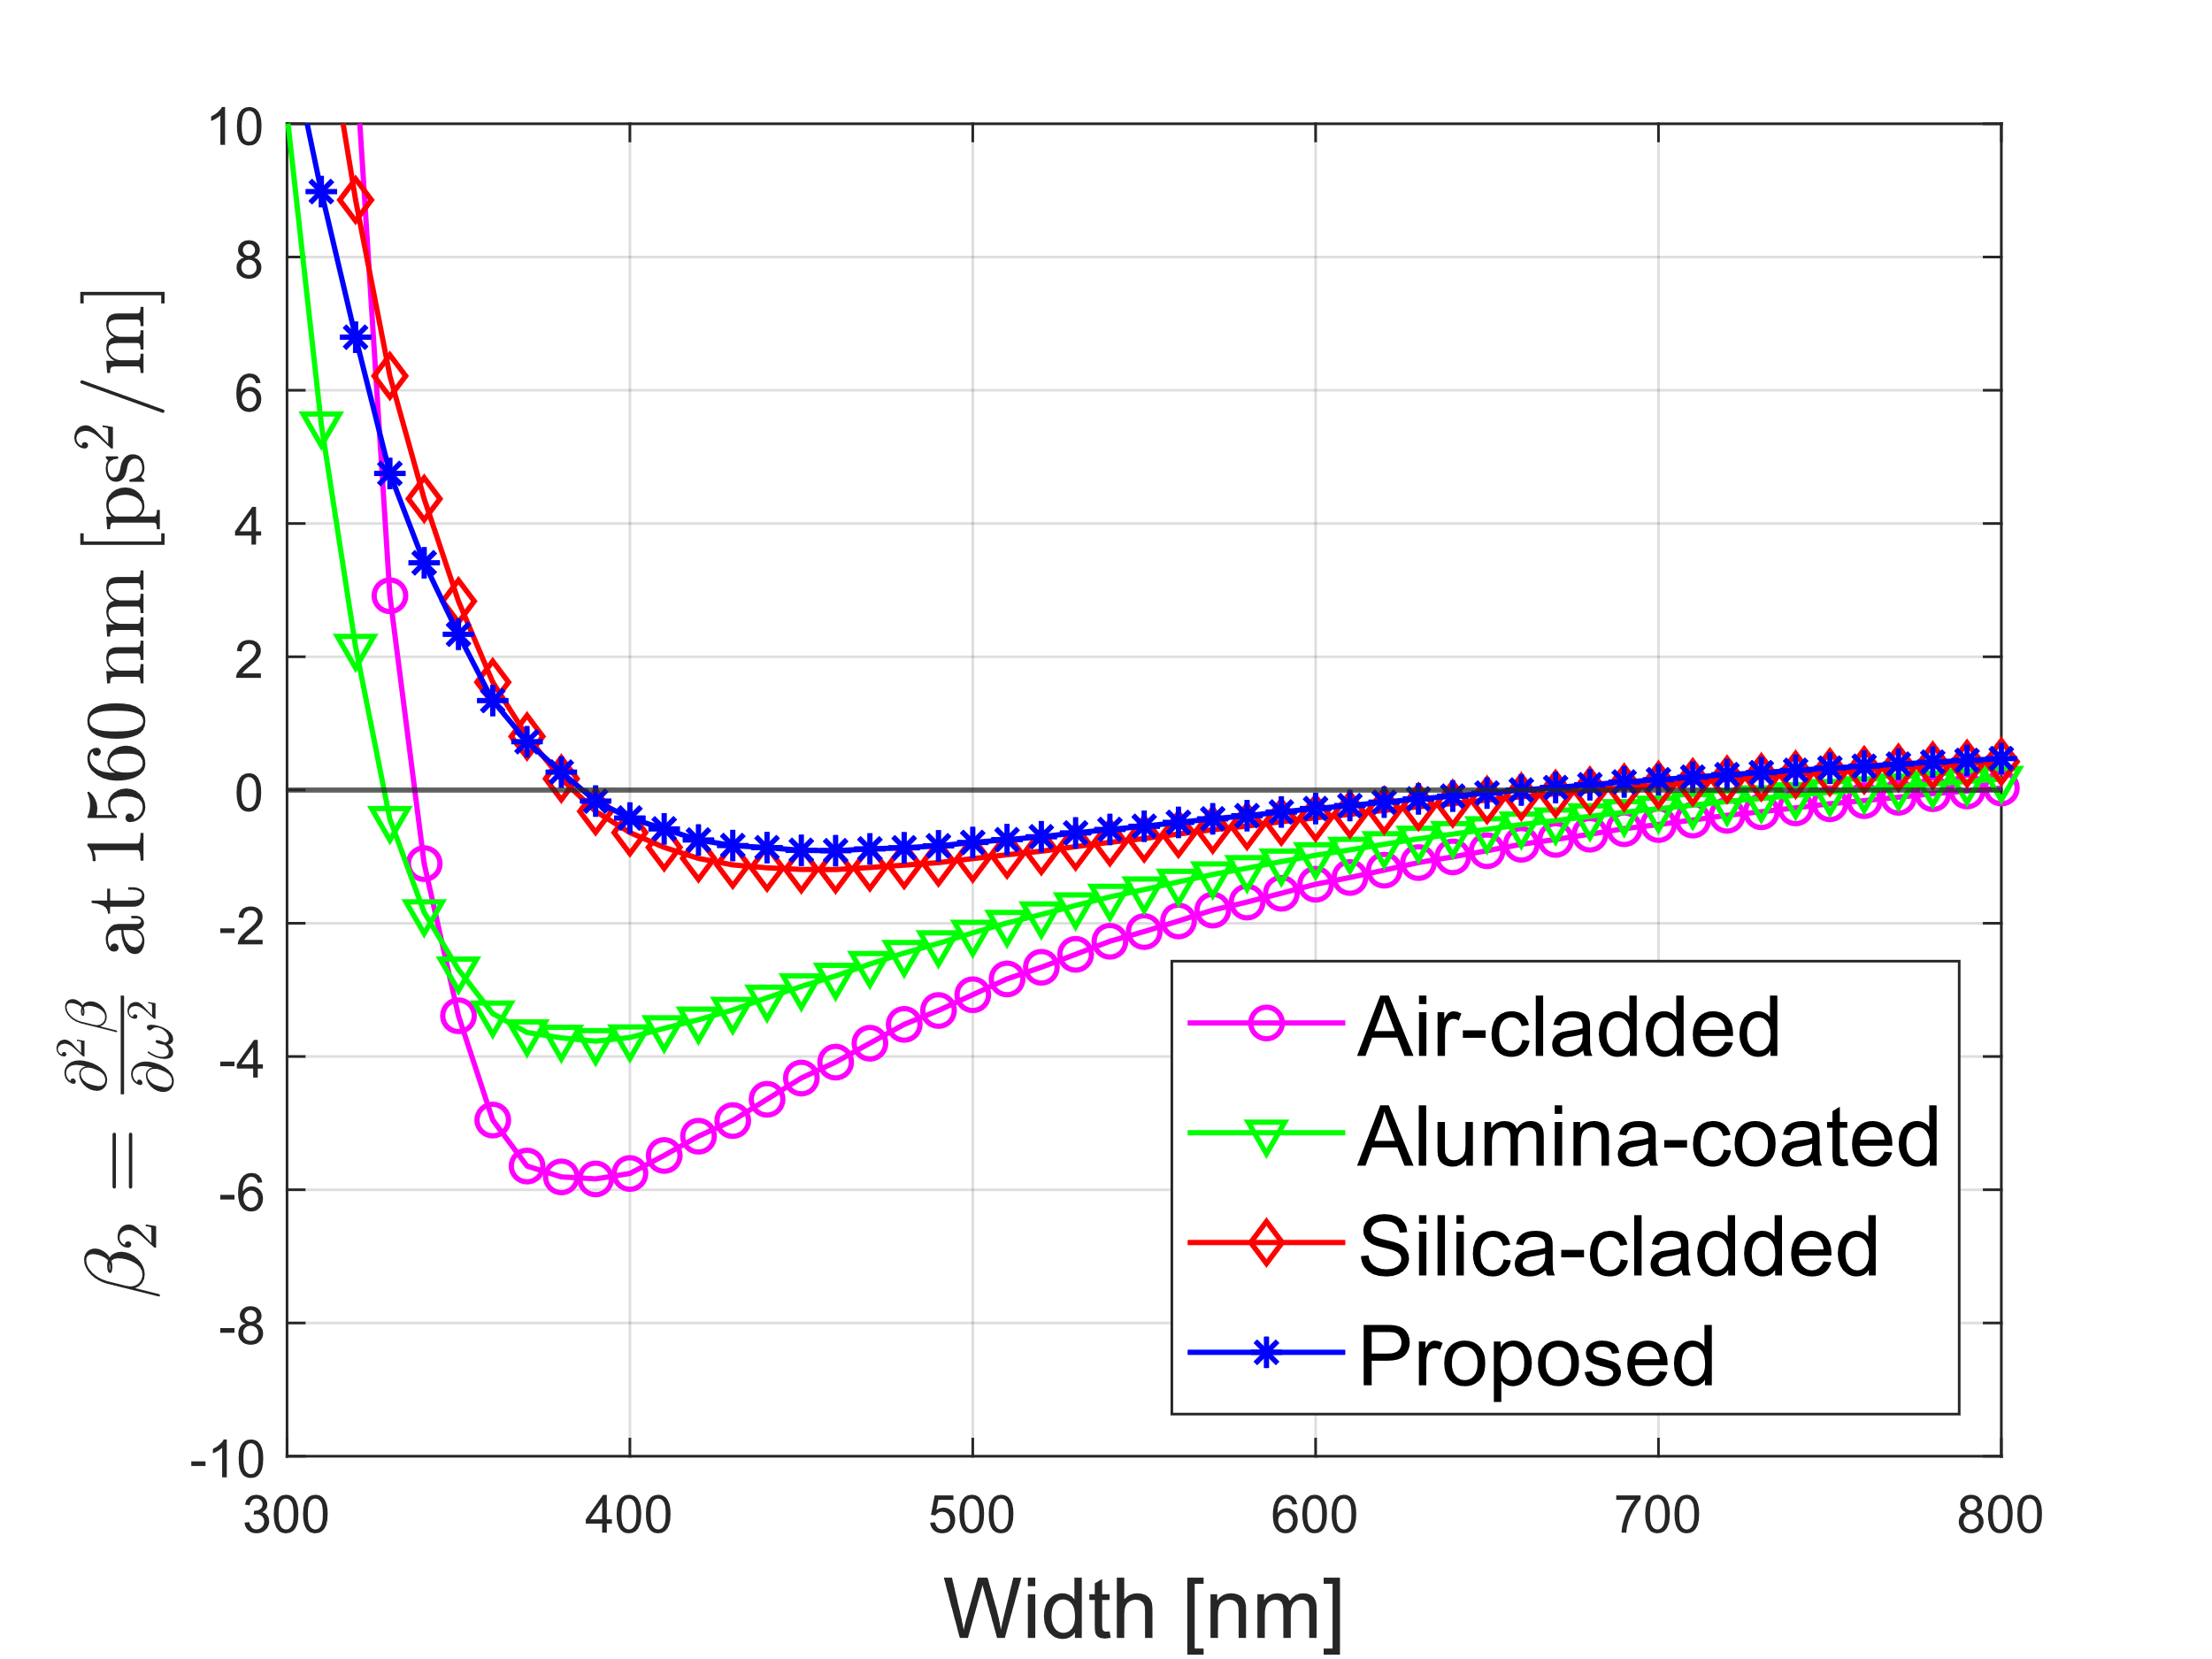 10
8
6
4
2
0
-2
-4
-6
-8
-10
300 400 500 600 700 800
Width [nm]
β₂ = ∂²β/∂ω² at 1560 nm [ps²/m]
Air-cladded
Alumina-coated
Silica-cladded
Proposed